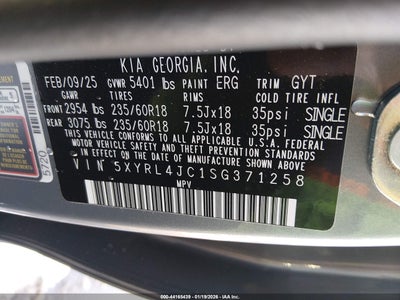 KIA GEORGIA, INC.
FEB/09/25 GVWR 5401 lbs PAINT ERG TRIM GYT
GAWR TIRES RIMS COLD TIRE INFL
FRONT 2954 lbs 235/60R18 7.5Jx18 35psi SINGLE
REAR 3075 lbs 235/60R18 7.5Jx18 35psi SINGLE
THIS VEHICLE CONFORMS TO ALL APPLICABLE U.S. FEDERAL
MOTOR VEHICLE SAFETY STANDARDS IN EFFECT ON THE
DATE OF MANUFACTURE SHOWN ABOVE.
VIN 5XYRL4JC1SG371258
MPV
5720
000-44165439 - 01/19/2026 - IAA Inc.